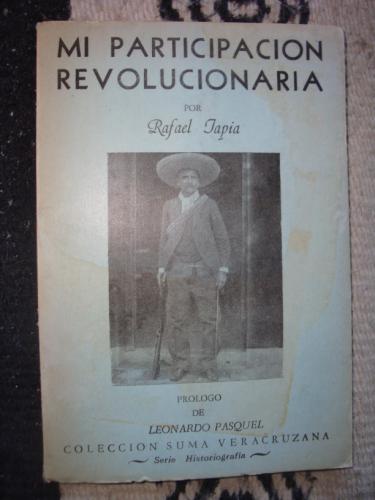 MI PARTICIPACION
REVOLUCIONARIA
POR
Rafael Tapia
PROLOGO
DE
LEONARDO PASQUEL
COLECCION SUMA VERACRUZANA
~ Serie Historiografía ~